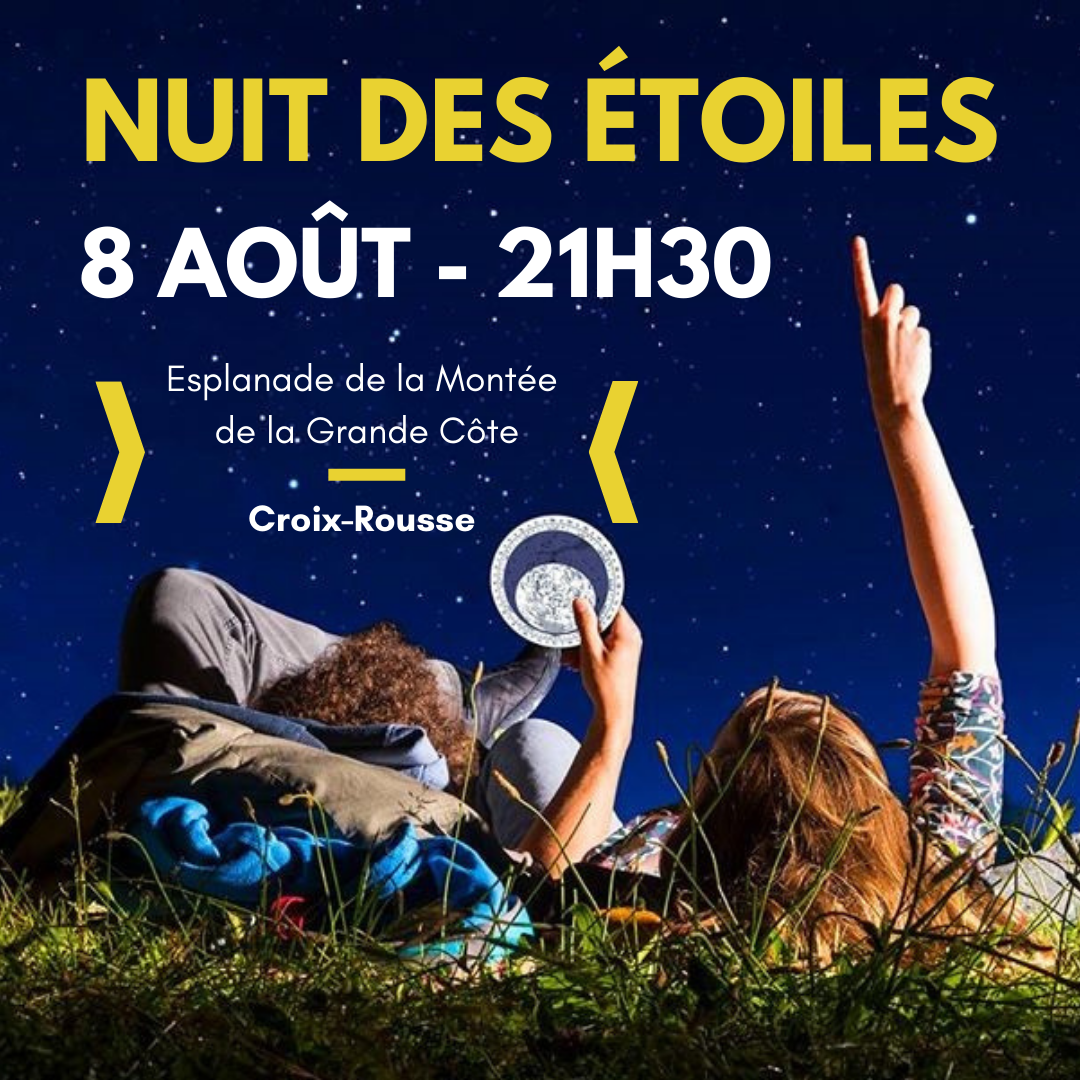 NUIT DES ÉTOILES
8 AOÛT - 21H30
Esplanade de la Montée
de la Grande Côte
Croix-Rousse